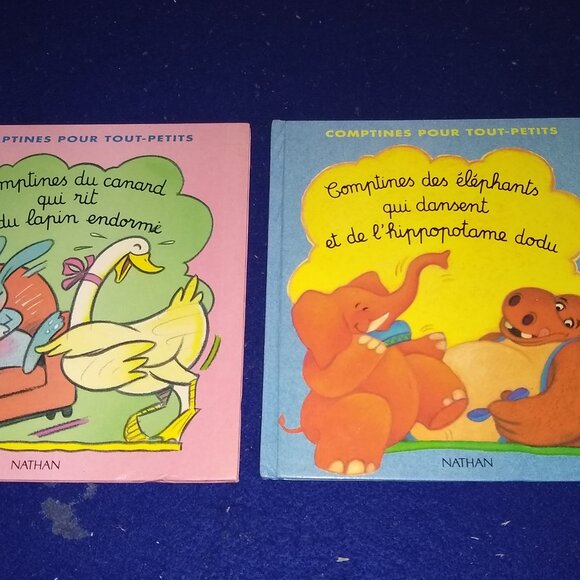 PTINES POUR TOUT-PETITS
mptines du canard
qui rit
du lapin endormi
NATHAN
COMPTINES POUR TOUT-PETITS
Comptines des éléphants
qui dansent
et de l'hippopotame dodu
NATHAN